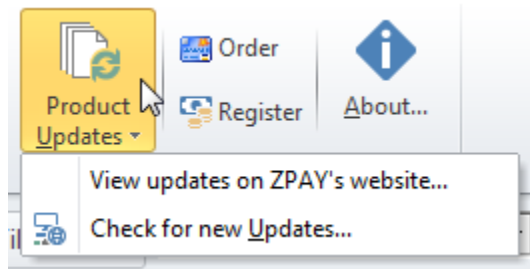 Product
Updates
Order
Register
About...
View updates on ZPAY's website...
Check for new Updates...